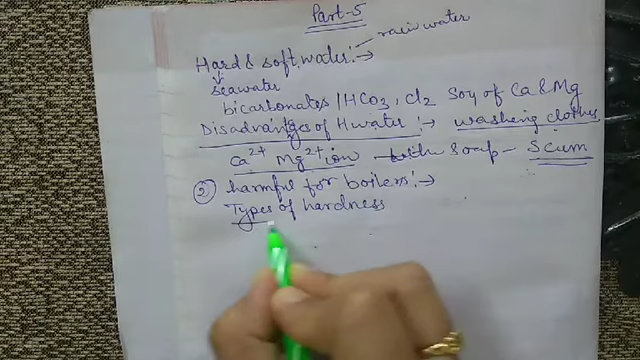 Part-5
rain water
Hard & soft water :→
seawater
bicarbonates / HCO3, Cl2 SO4 of Ca & Mg
Disadvantges of H water :→ washing clothes
Ca2+ Mg2+ ion with Soap - Scum
② harmful for boilers :→
Types of hardness